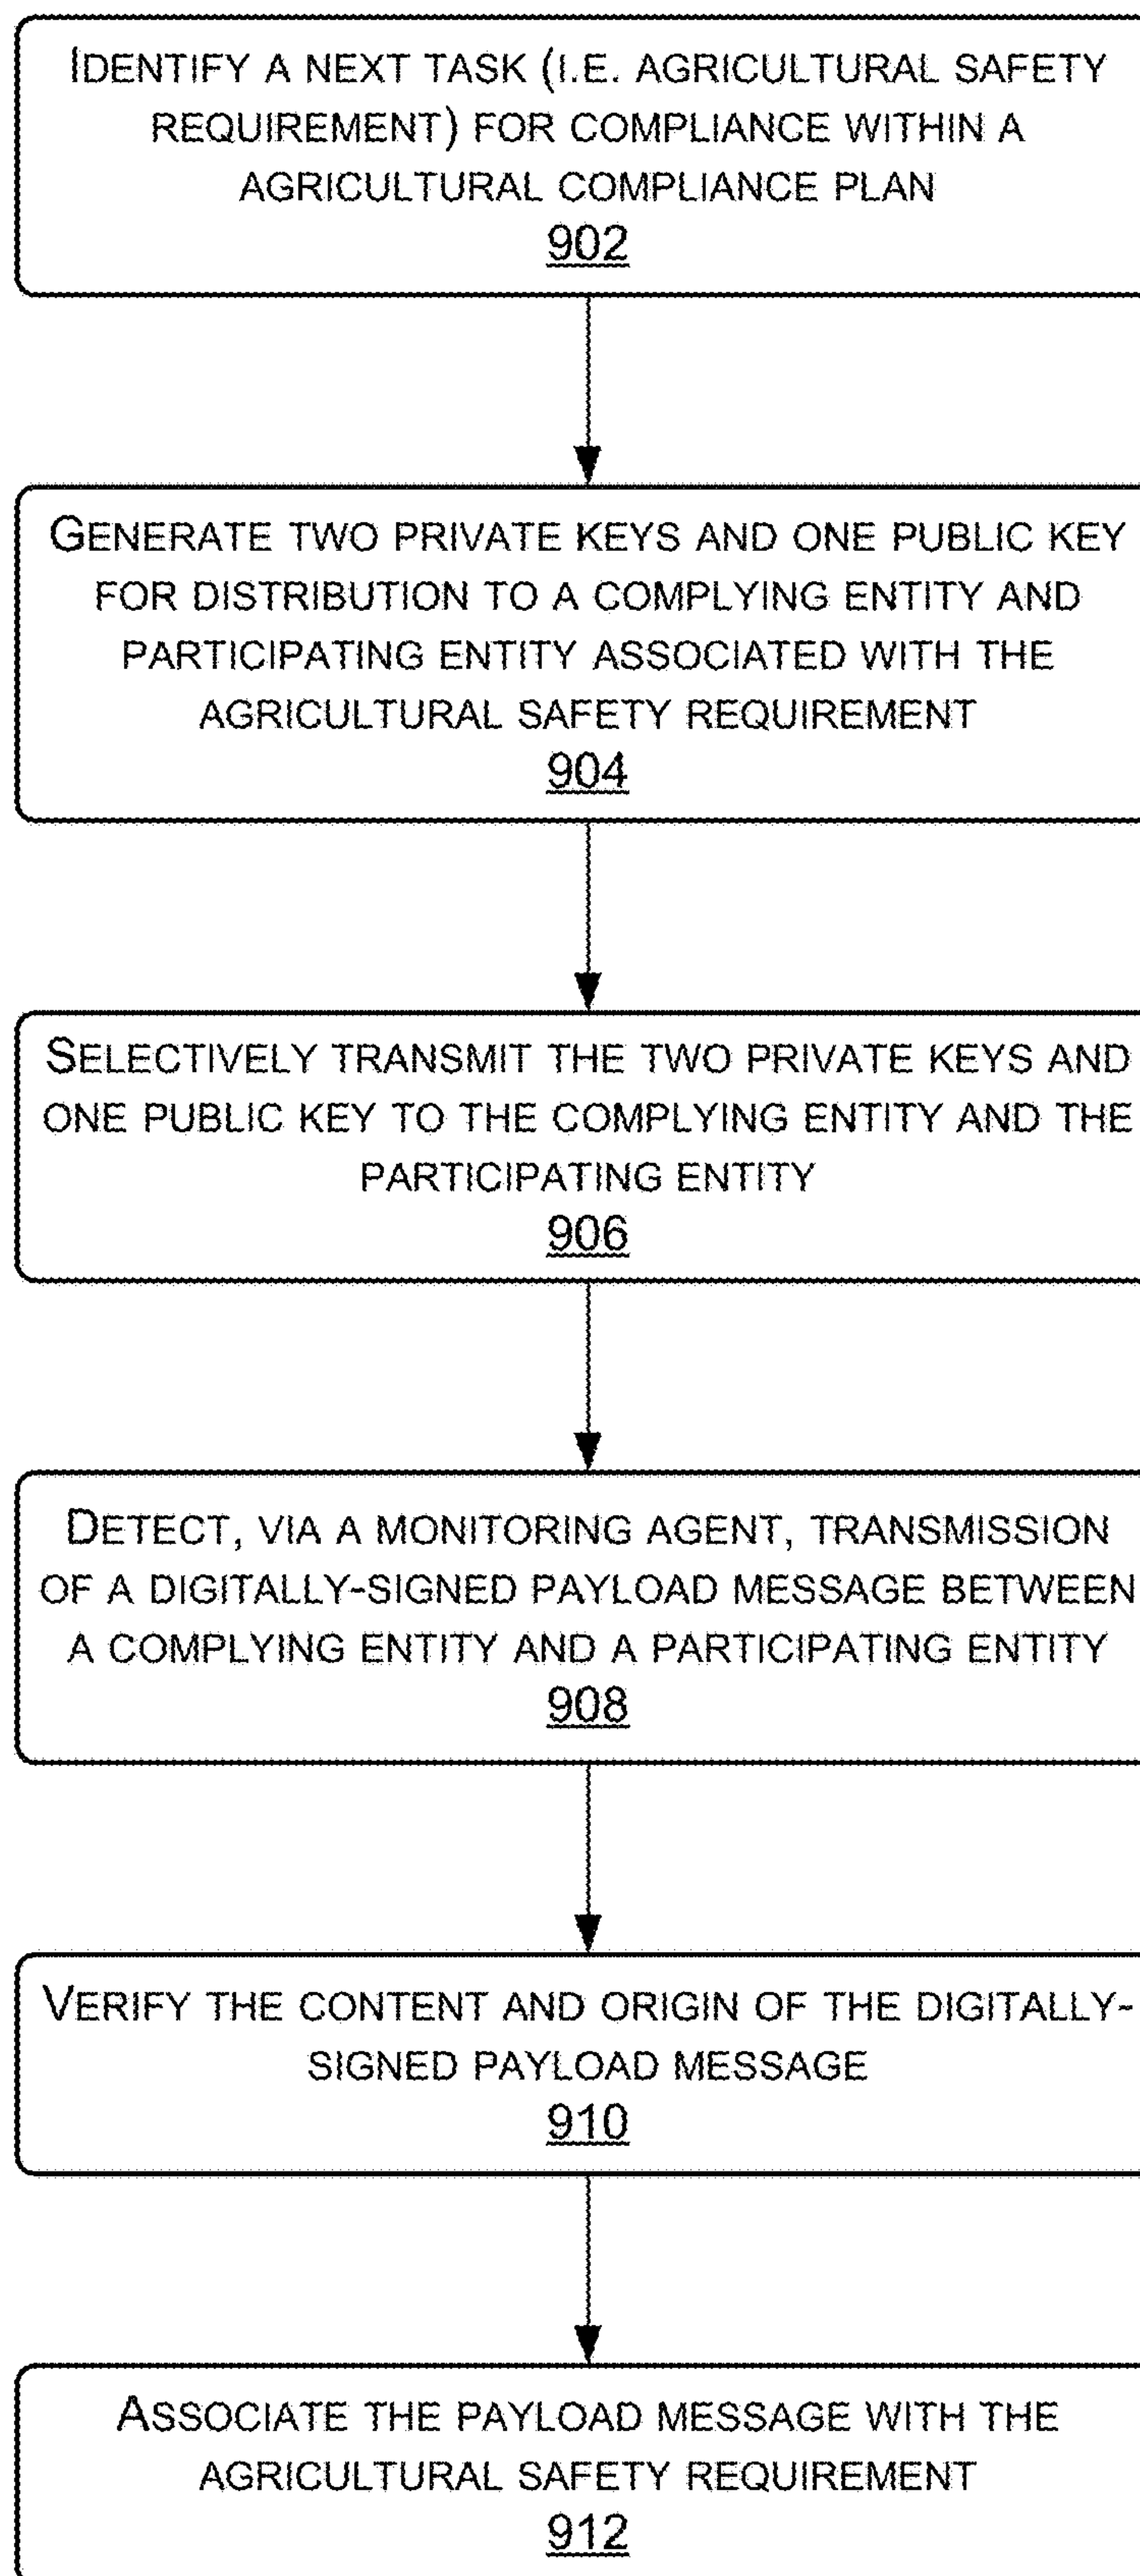 IDENTIFY A NEXT TASK (I.E. AGRICULTURAL SAFETY
REQUIREMENT) FOR COMPLIANCE WITHIN A
AGRICULTURAL COMPLIANCE PLAN
902
GENERATE TWO PRIVATE KEYS AND ONE PUBLIC KEY
FOR DISTRIBUTION TO A COMPLYING ENTITY AND
PARTICIPATING ENTITY ASSOCIATED WITH THE
AGRICULTURAL SAFETY REQUIREMENT
904
SELECTIVELY TRANSMIT THE TWO PRIVATE KEYS AND
ONE PUBLIC KEY TO THE COMPLYING ENTITY AND THE
PARTICIPATING ENTITY
906
DETECT, VIA A MONITORING AGENT, TRANSMISSION
OF A DIGITALLY-SIGNED PAYLOAD MESSAGE BETWEEN
A COMPLYING ENTITY AND A PARTICIPATING ENTITY
908
VERIFY THE CONTENT AND ORIGIN OF THE DIGITALLY-
SIGNED PAYLOAD MESSAGE
910
ASSOCIATE THE PAYLOAD MESSAGE WITH THE
AGRICULTURAL SAFETY REQUIREMENT
912